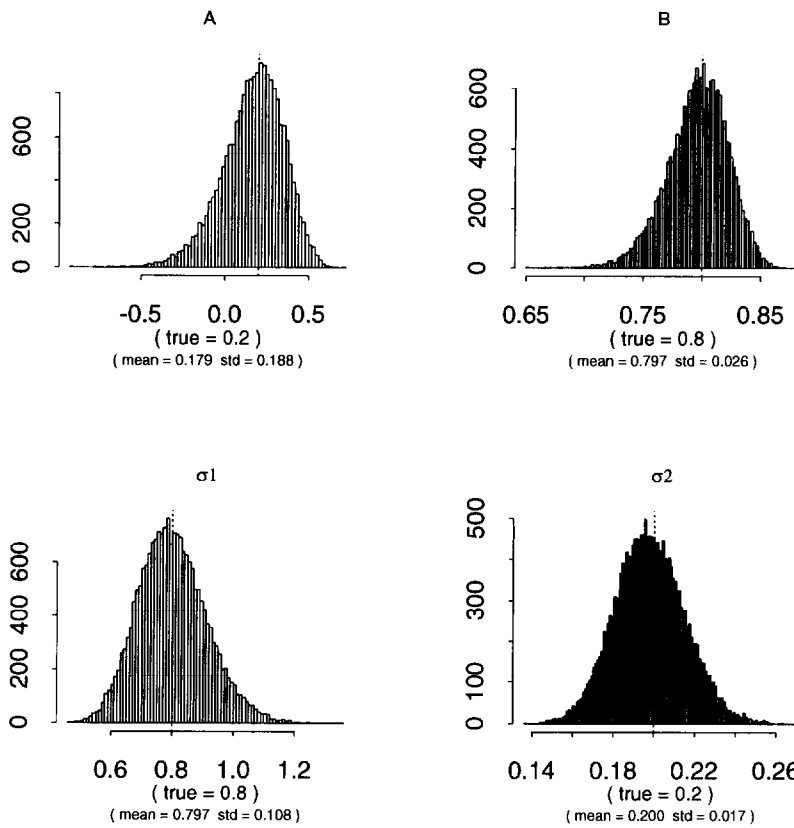 A
600
200
0
-0.5 0.0 0.5
( true = 0.2 )
( mean = 0.179 std = 0.188 )
B
600
400
200
0
0.65 0.75 0.85
( true = 0.8 )
( mean = 0.797 std = 0.026 )
σ1
600
400
200
0
0.6 0.8 1.0 1.2
( true = 0.8 )
( mean = 0.797 std = 0.108 )
σ2
500
300
100
0
0.14 0.18 0.22 0.26
( true = 0.2 )
( mean = 0.200 std = 0.017 )